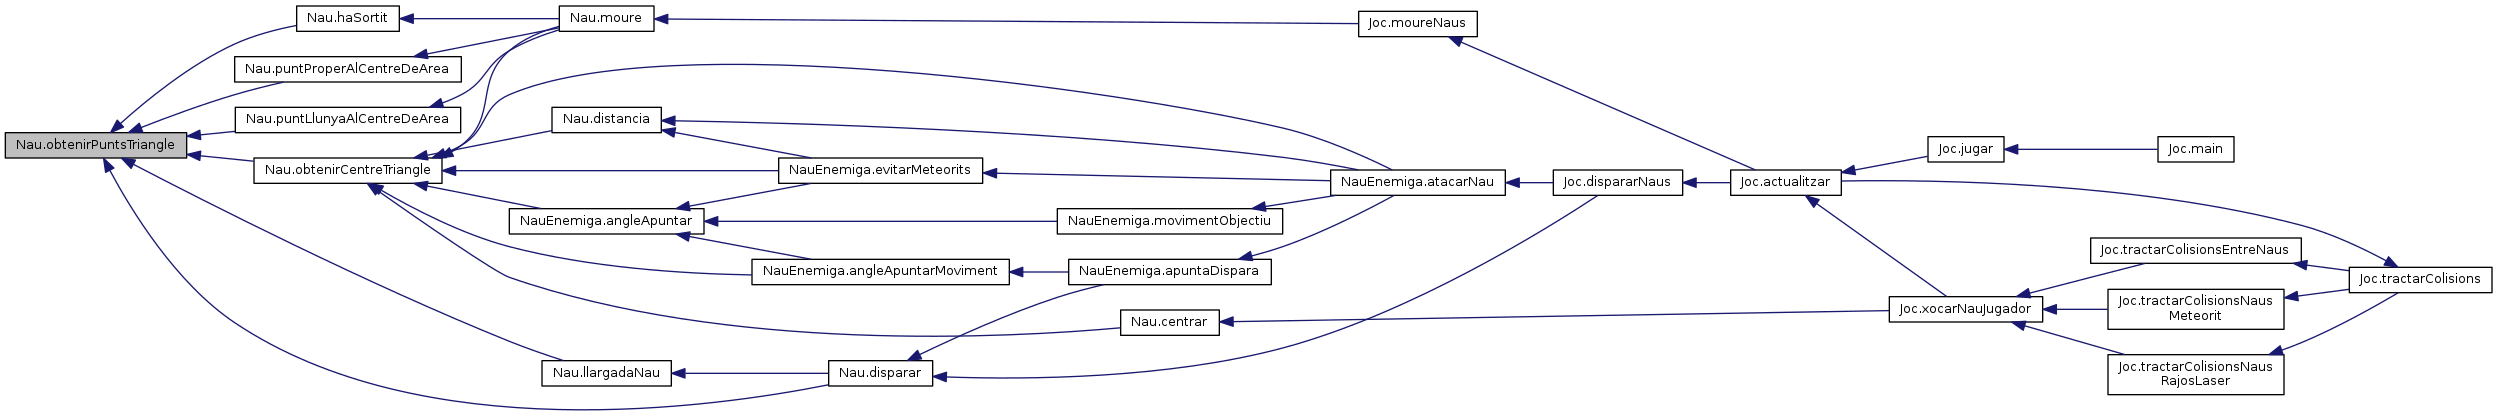 Nau.haSortit
Nau.moure
Joc.moureNaus
Nau.puntProperAlCentreDeArea
Nau.puntLlunyaAlCentreDeArea
Nau.distancia
Nau.obtenirPuntsTriangle
Joc.jugar
Joc.main
Nau.obtenirCentreTriangle
NauEnemiga.evitarMeteorits
NauEnemiga.atacarNau
Joc.dispararNaus
Joc.actualitzar
NauEnemiga.angleApuntar
NauEnemiga.movimentObjectiu
Joc.tractarColisionsEntreNaus
NauEnemiga.angleApuntarMoviment
NauEnemiga.apuntaDispara
Joc.tractarColisions
Joc.xocarNauJugador
Joc.tractarColisionsNaus
Meteorit
Nau.centrar
Nau.llargadaNau
Nau.disparar
Joc.tractarColisionsNaus
RajosLaser